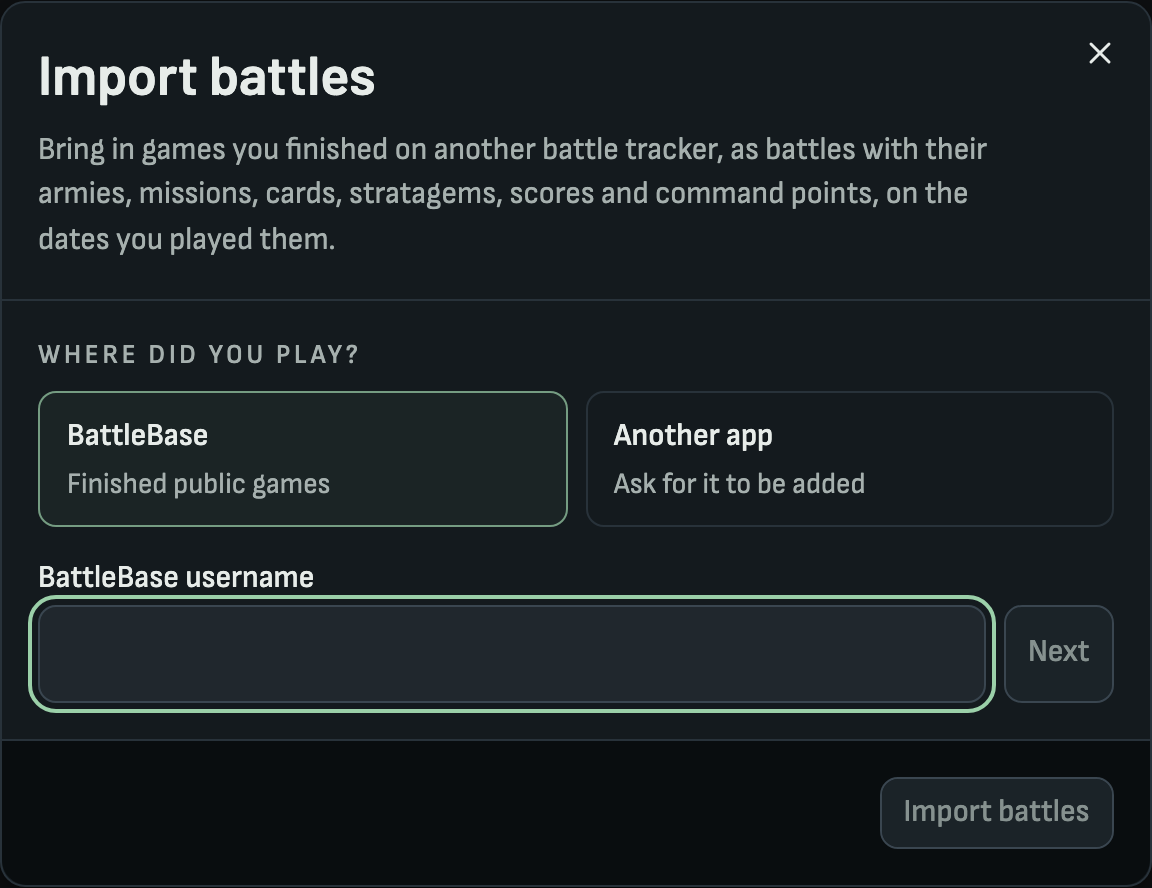 Import battles
Bring in games you finished on another battle tracker, as battles with their
armies, missions, cards, stratagems, scores and command points, on the
dates you played them.
WHERE DID YOU PLAY?
BattleBase
Finished public games
Another app
Ask for it to be added
BattleBase username
Next
Import battles